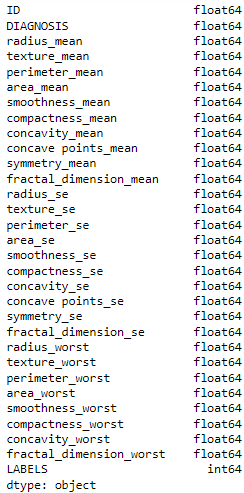 ID float64
DIAGNOSIS float64
radius_mean float64
texture_mean float64
perimeter_mean float64
area_mean float64
smoothness_mean float64
compactness_mean float64
concavity_mean float64
concave points_mean float64
symmetry_mean float64
fractal_dimension_mean float64
radius_se float64
texture_se float64
perimeter_se float64
area_se float64
smoothness_se float64
compactness_se float64
concavity_se float64
concave points_se float64
symmetry_se float64
fractal_dimension_se float64
radius_worst float64
texture_worst float64
perimeter_worst float64
area_worst float64
smoothness_worst float64
compactness_worst float64
concavity_worst float64
fractal_dimension_worst float64
LABELS int64
dtype: object